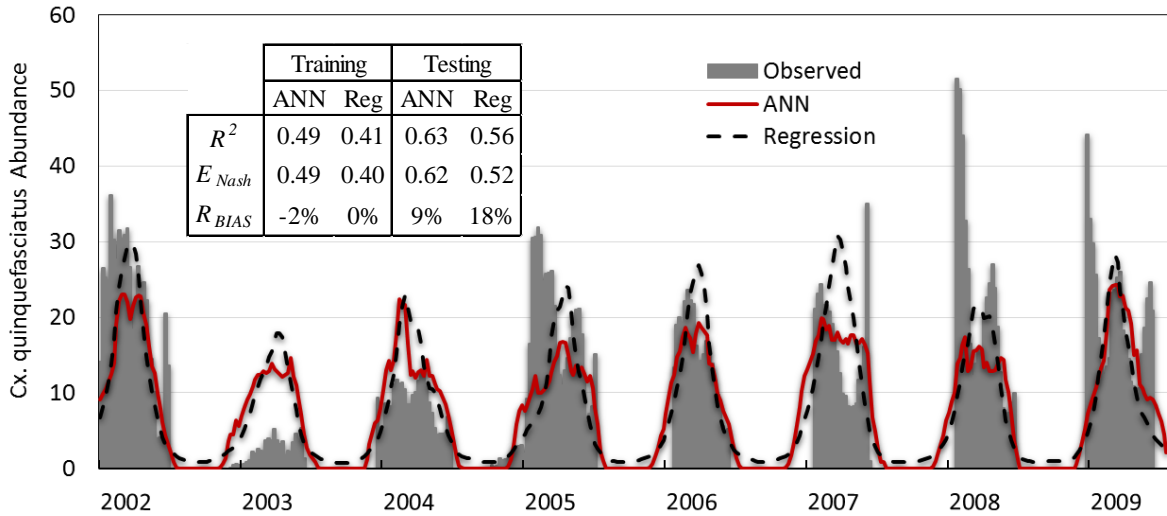 60
50
40
30
20
10
0
Cx. quinquefasciatus Abundance
Training Testing
ANN Reg ANN Reg
R² 0.49 0.41 0.63 0.56
E Nash 0.49 0.40 0.62 0.52
R BIAS -2% 0% 9% 18%
Observed
ANN
Regression
2002 2003 2004 2005 2006 2007 2008 2009